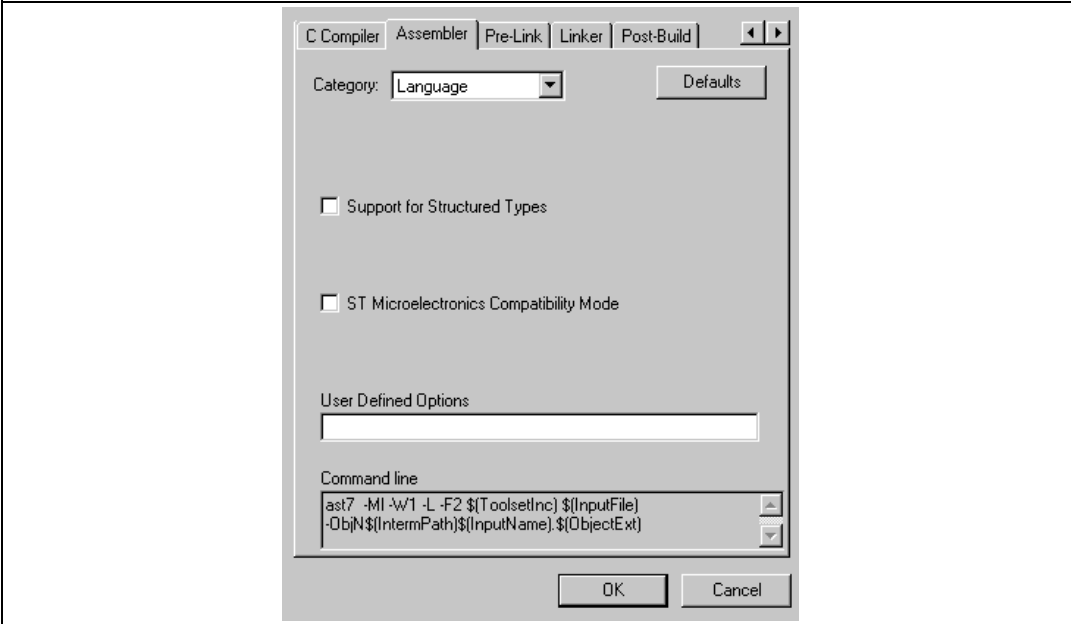 C Compiler Assembler Pre-Link Linker Post-Build
Category: Language Defaults
Support for Structured Types
ST Microelectronics Compatibility Mode
User Defined Options
Command line
ast7 -Ml -W1 -L -F2 $(ToolsetInc) $(InputFile)
-ObjN$(IntermPath)$(InputName).$(ObjectExt)
OK Cancel